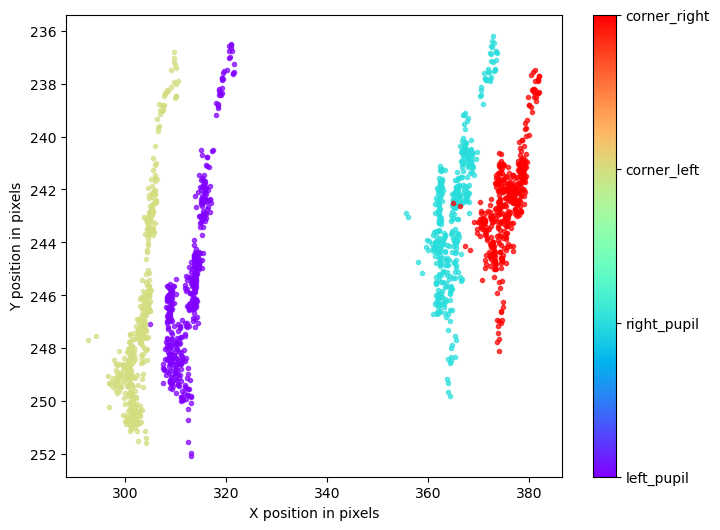 236
238
240
242
244
246
248
250
252
Y position in pixels
300
320
340
360
380
X position in pixels
corner_right
corner_left
right_pupil
left_pupil